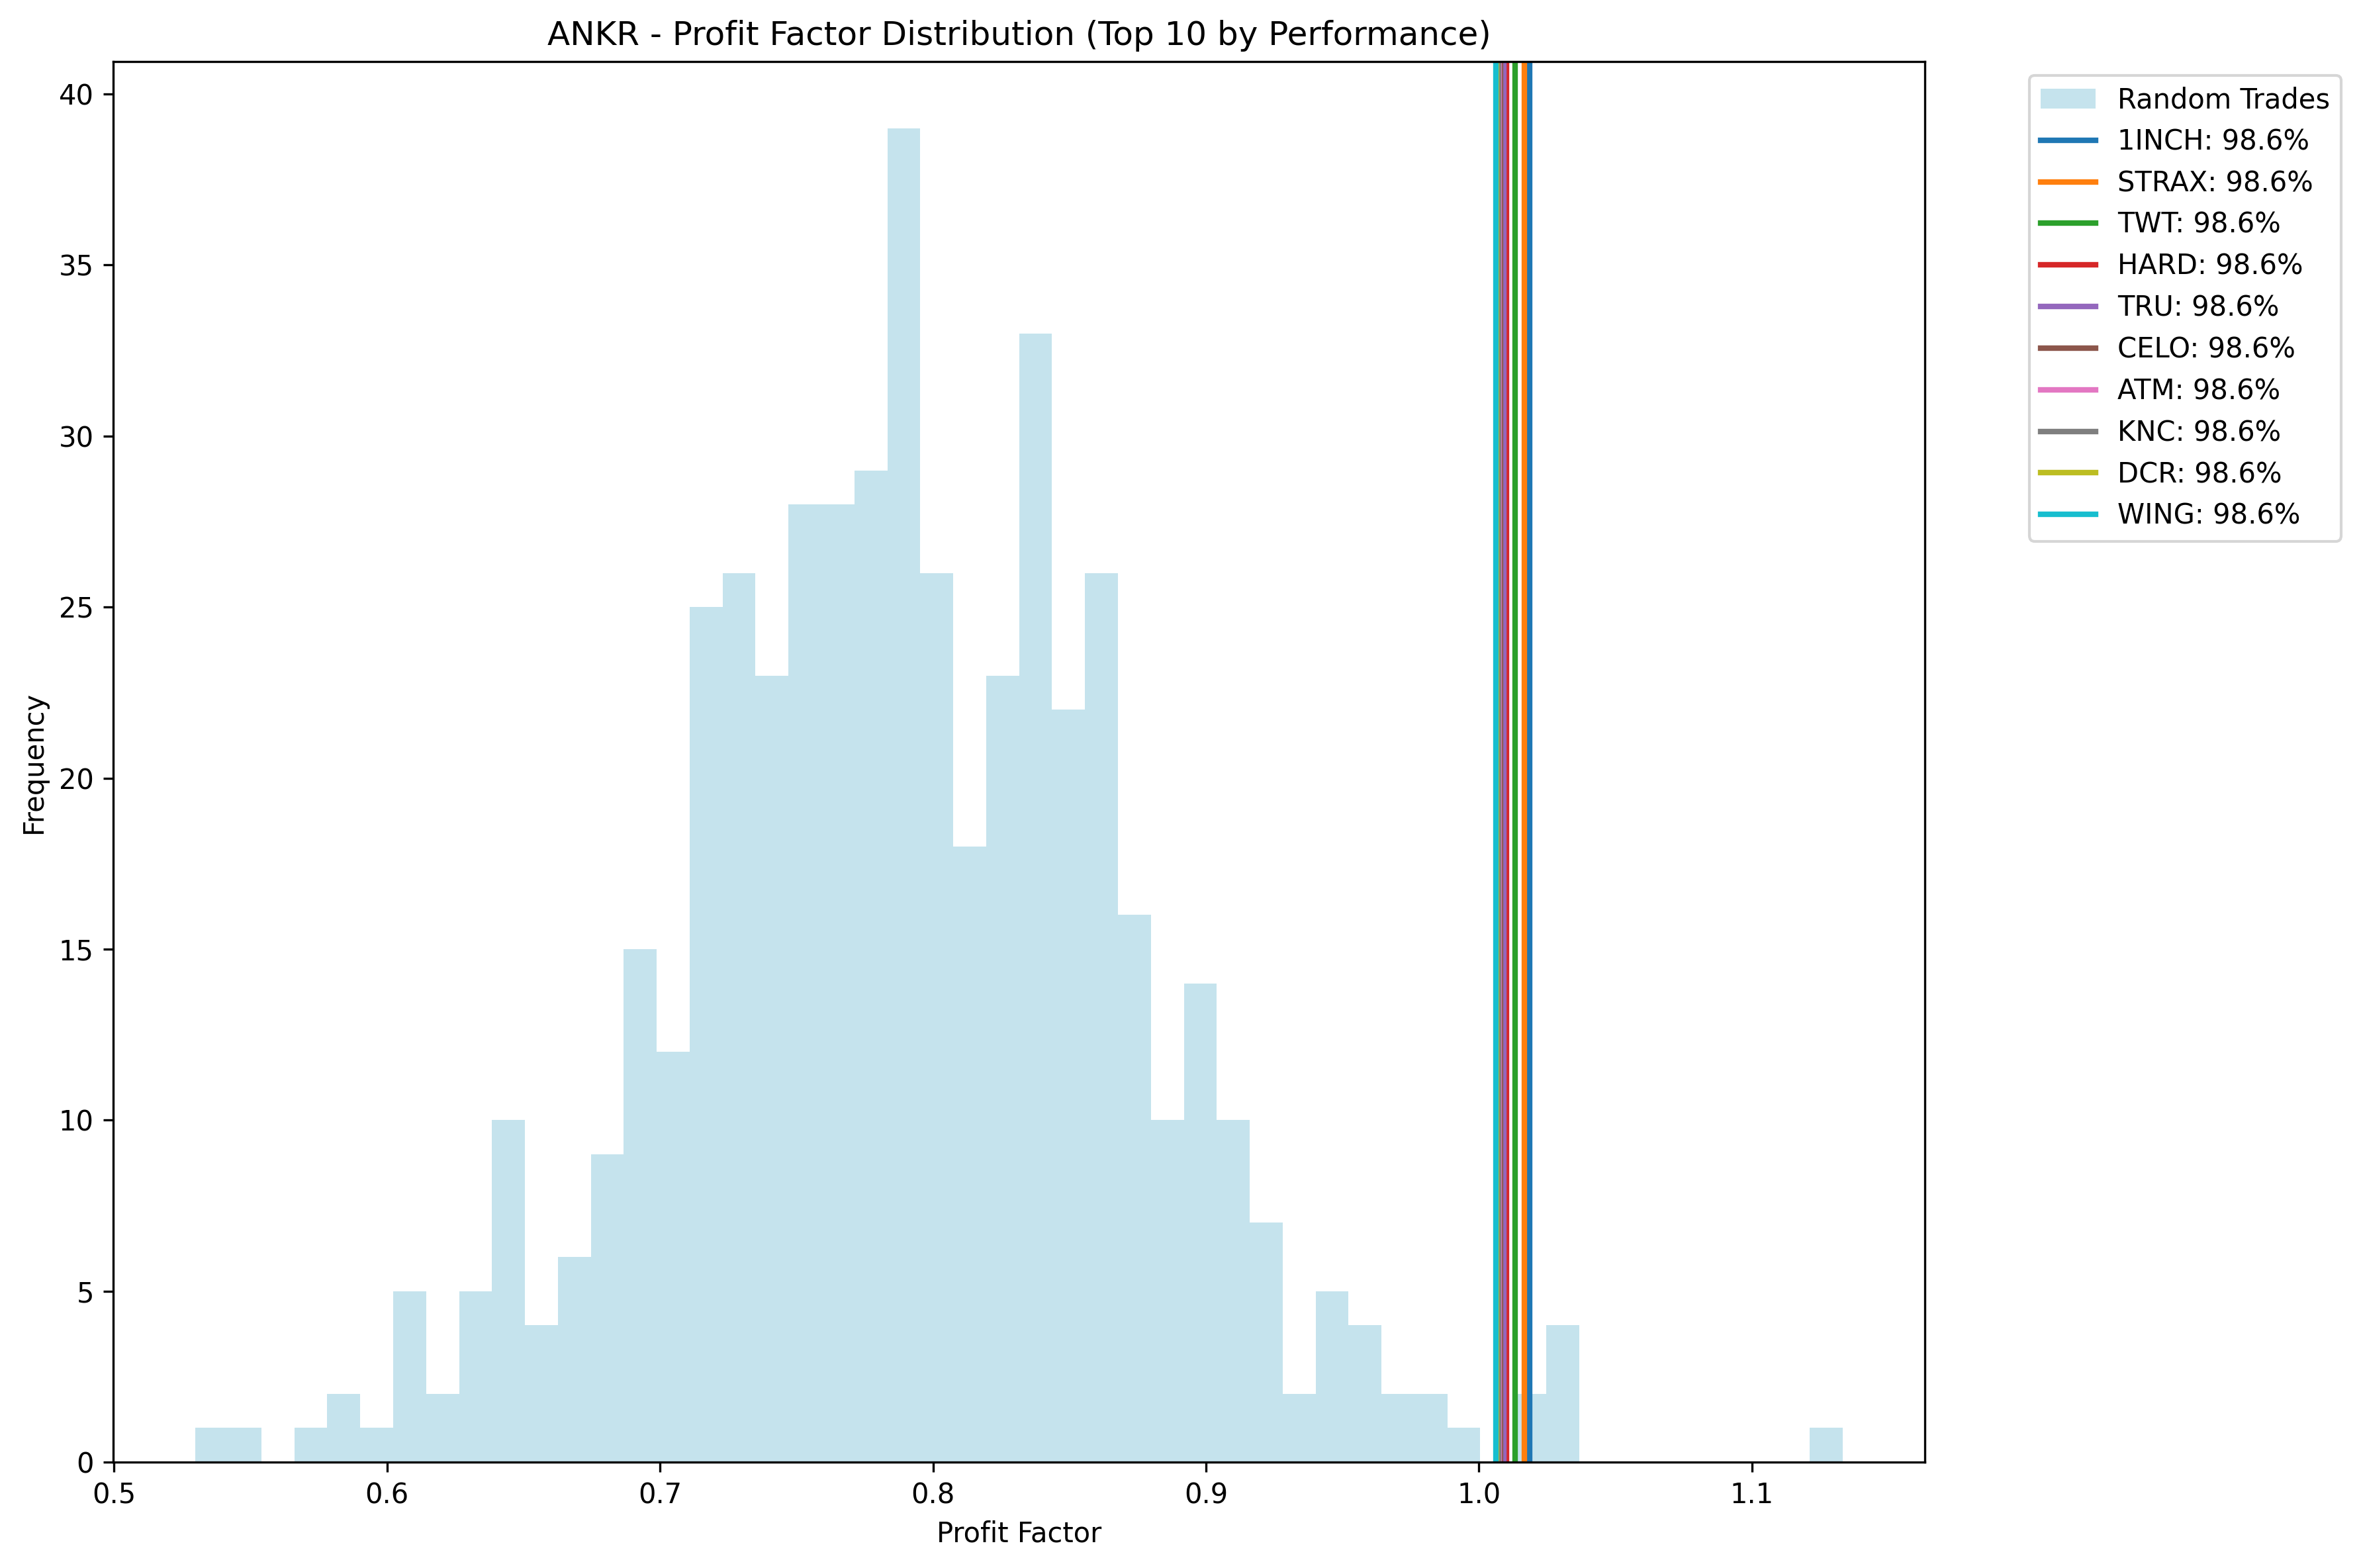 ANKR - Profit Factor Distribution (Top 10 by Performance)
Frequency
40
35
30
25
20
15
10
5
0
0.5
0.6
0.7
0.8
0.9
1.0
1.1
Profit Factor
Random Trades
1INCH: 98.6%
STRAX: 98.6%
TWT: 98.6%
HARD: 98.6%
TRU: 98.6%
CELO: 98.6%
ATM: 98.6%
KNC: 98.6%
DCR: 98.6%
WING: 98.6%